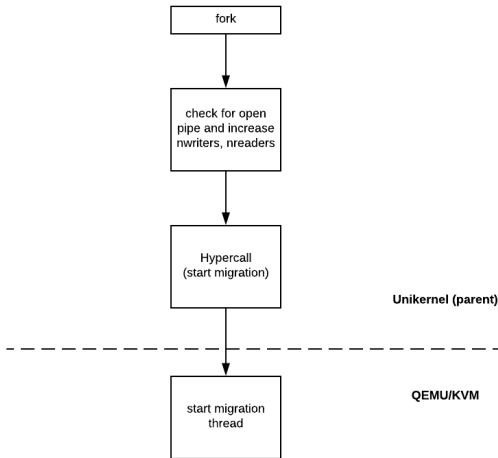 fork
check for open
pipe and increase
nwriters, nreaders
Hypercall
(start migration)
Unikernel (parent)
QEMU/KVM
start migration
thread